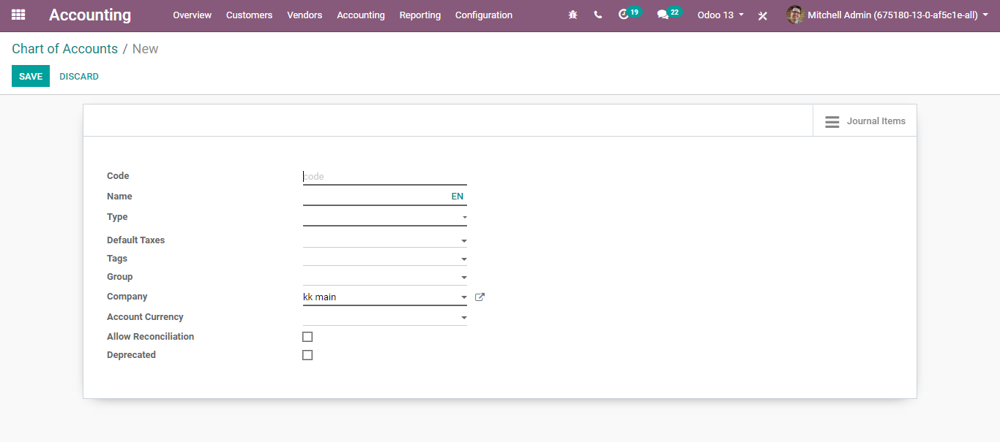 Accounting Overview Customers Vendors Accounting Reporting Configuration 19 22 Odoo 13 Mitchell Admin (675180-13-0-af5c1e-all)
Chart of Accounts / New
SAVE DISCARD
Journal Items
Code code
Name EN
Type
Default Taxes
Tags
Group
Company kk main
Account Currency
Allow Reconciliation
Deprecated